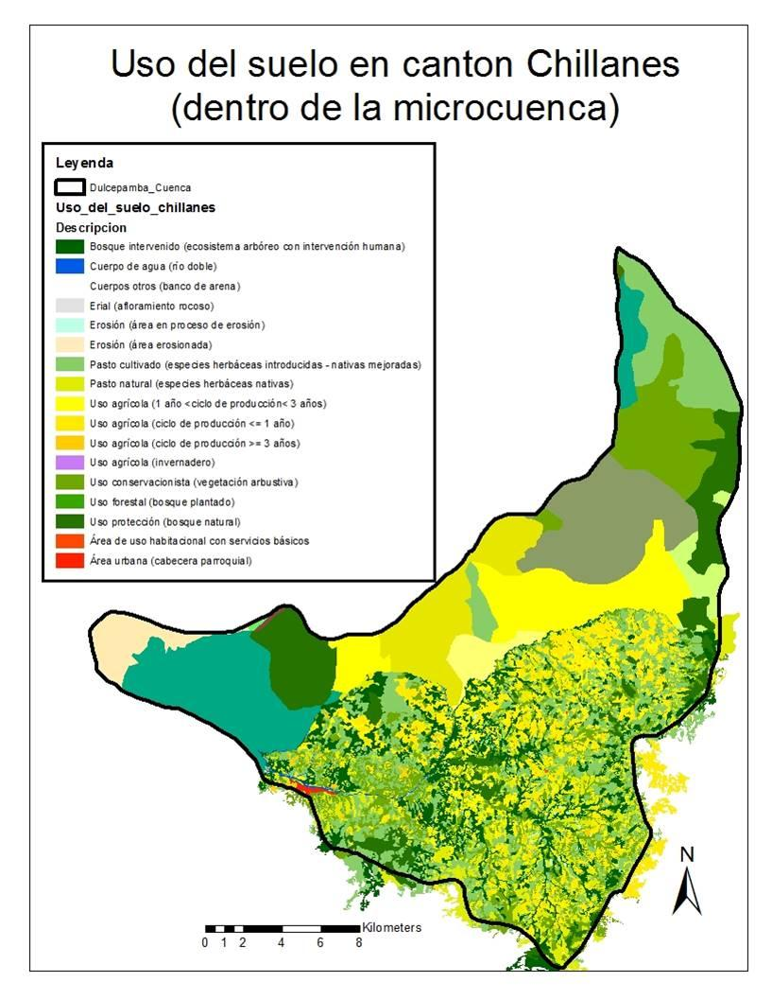 Uso del suelo en canton Chillanes
(dentro de la microcuenca)
Leyenda
Dulcepamba_Cuenca
Uso_del_suelo_chillanes
Descripcion
Bosque intervenido (ecosistema arbóreo con intervención humana)
Cuerpo de agua (río doble)
Cuerpos otros (banco de arena)
Erial (afloramiento rocoso)
Erosión (área en proceso de erosión)
Erosión (área erosionada)
Pasto cultivado (especies herbáceas introducidas - nativas mejoradas)
Pasto natural (especies herbáceas nativas)
Uso agrícola (1 año <ciclo de producción< 3 años)
Uso agrícola (ciclo de producción <= 1 año)
Uso agrícola (ciclo de producción >= 3 años)
Uso agrícola (invernadero)
Uso conservacionista (vegetación arbustiva)
Uso forestal (bosque plantado)
Uso protección (bosque natural)
Área de uso habitacional con servicios básicos
Área urbana (cabecera parroquial)
N
Kilometers
0 1 2 4 6 8